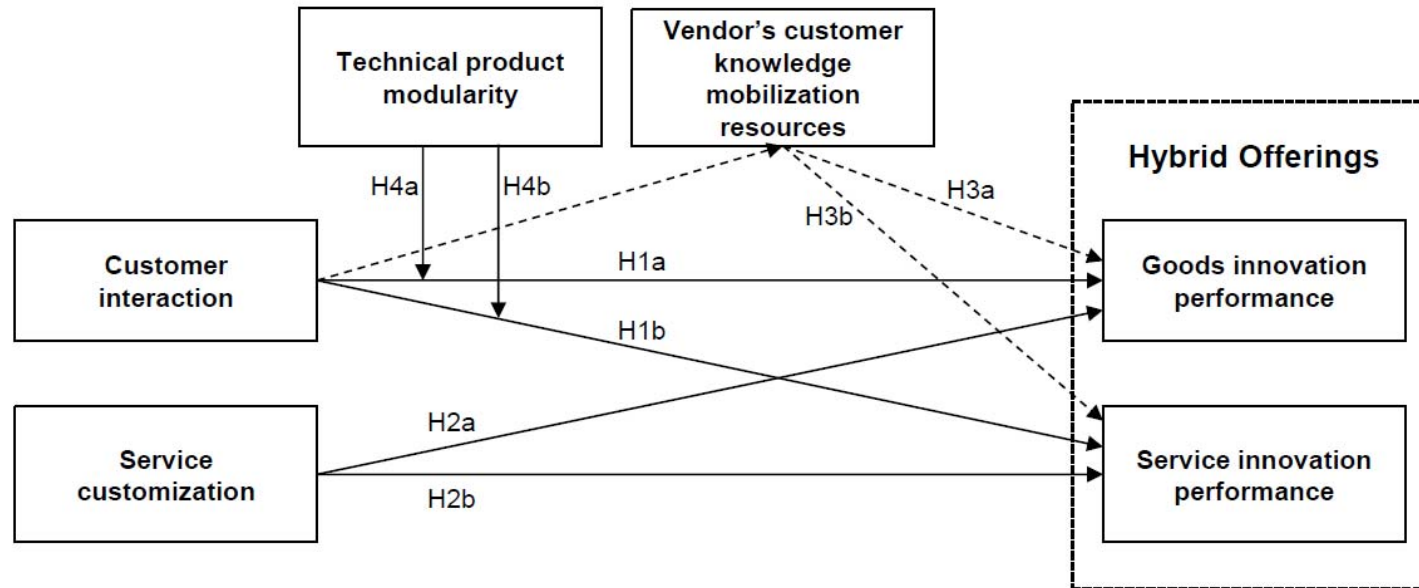 Technical product
modularity
Vendor's customer
knowledge
mobilization
resources
Hybrid Offerings
H4a
H4b
H3a
H3b
Customer
interaction
H1a
Goods innovation
performance
H1b
H2a
Service
customization
H2b
Service innovation
performance